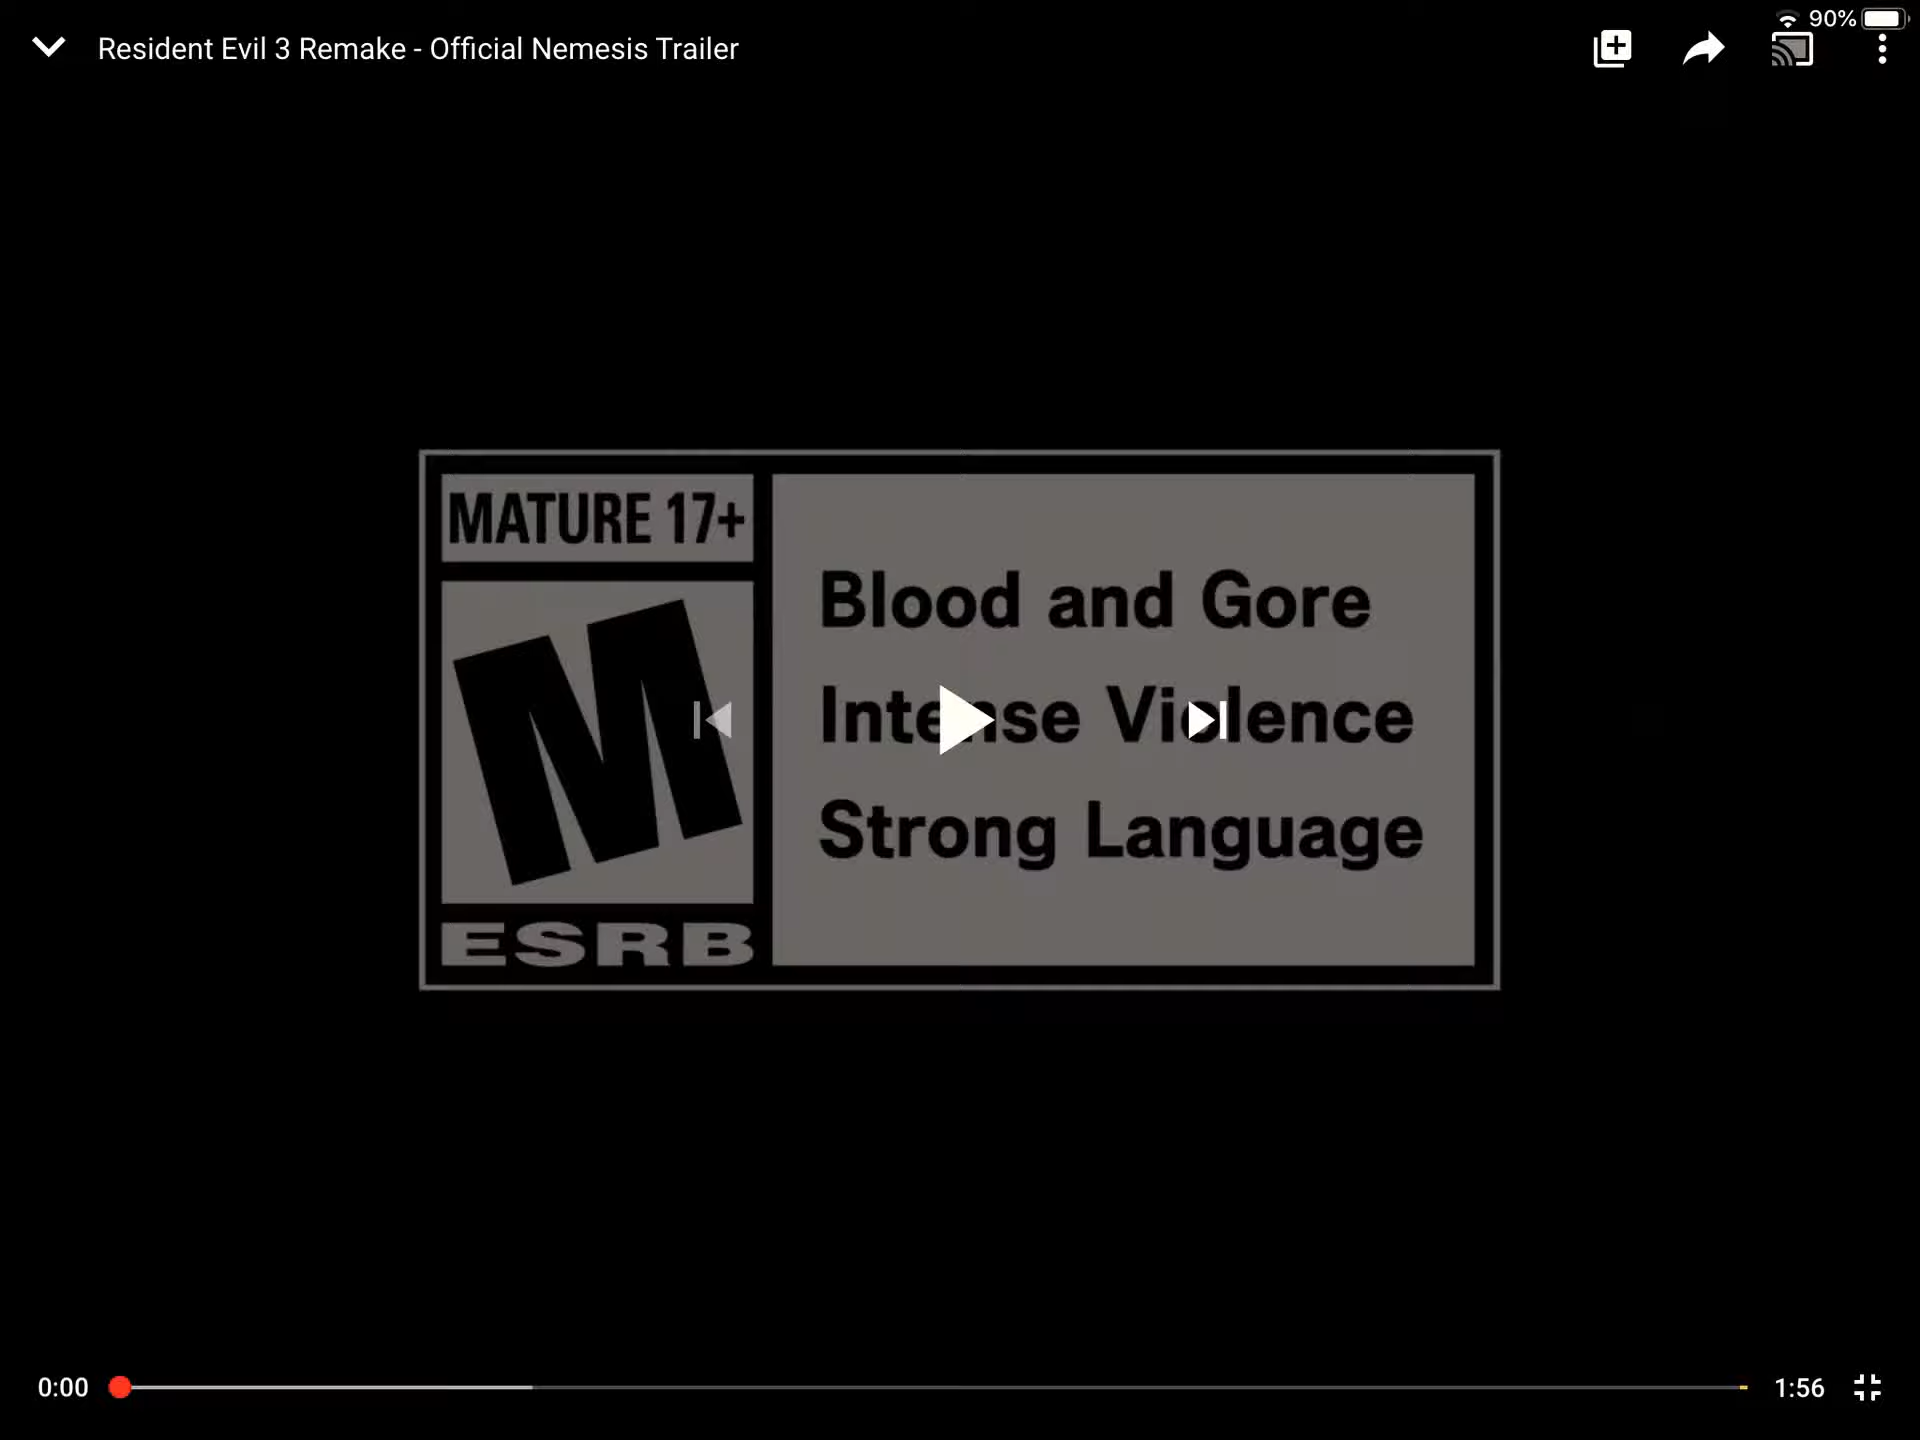 90%
Resident Evil 3 Remake - Official Nemesis Trailer
MATURE 17+
M
ESRB
Blood and Gore
Intense Violence
Strong Language
0:00
1:56